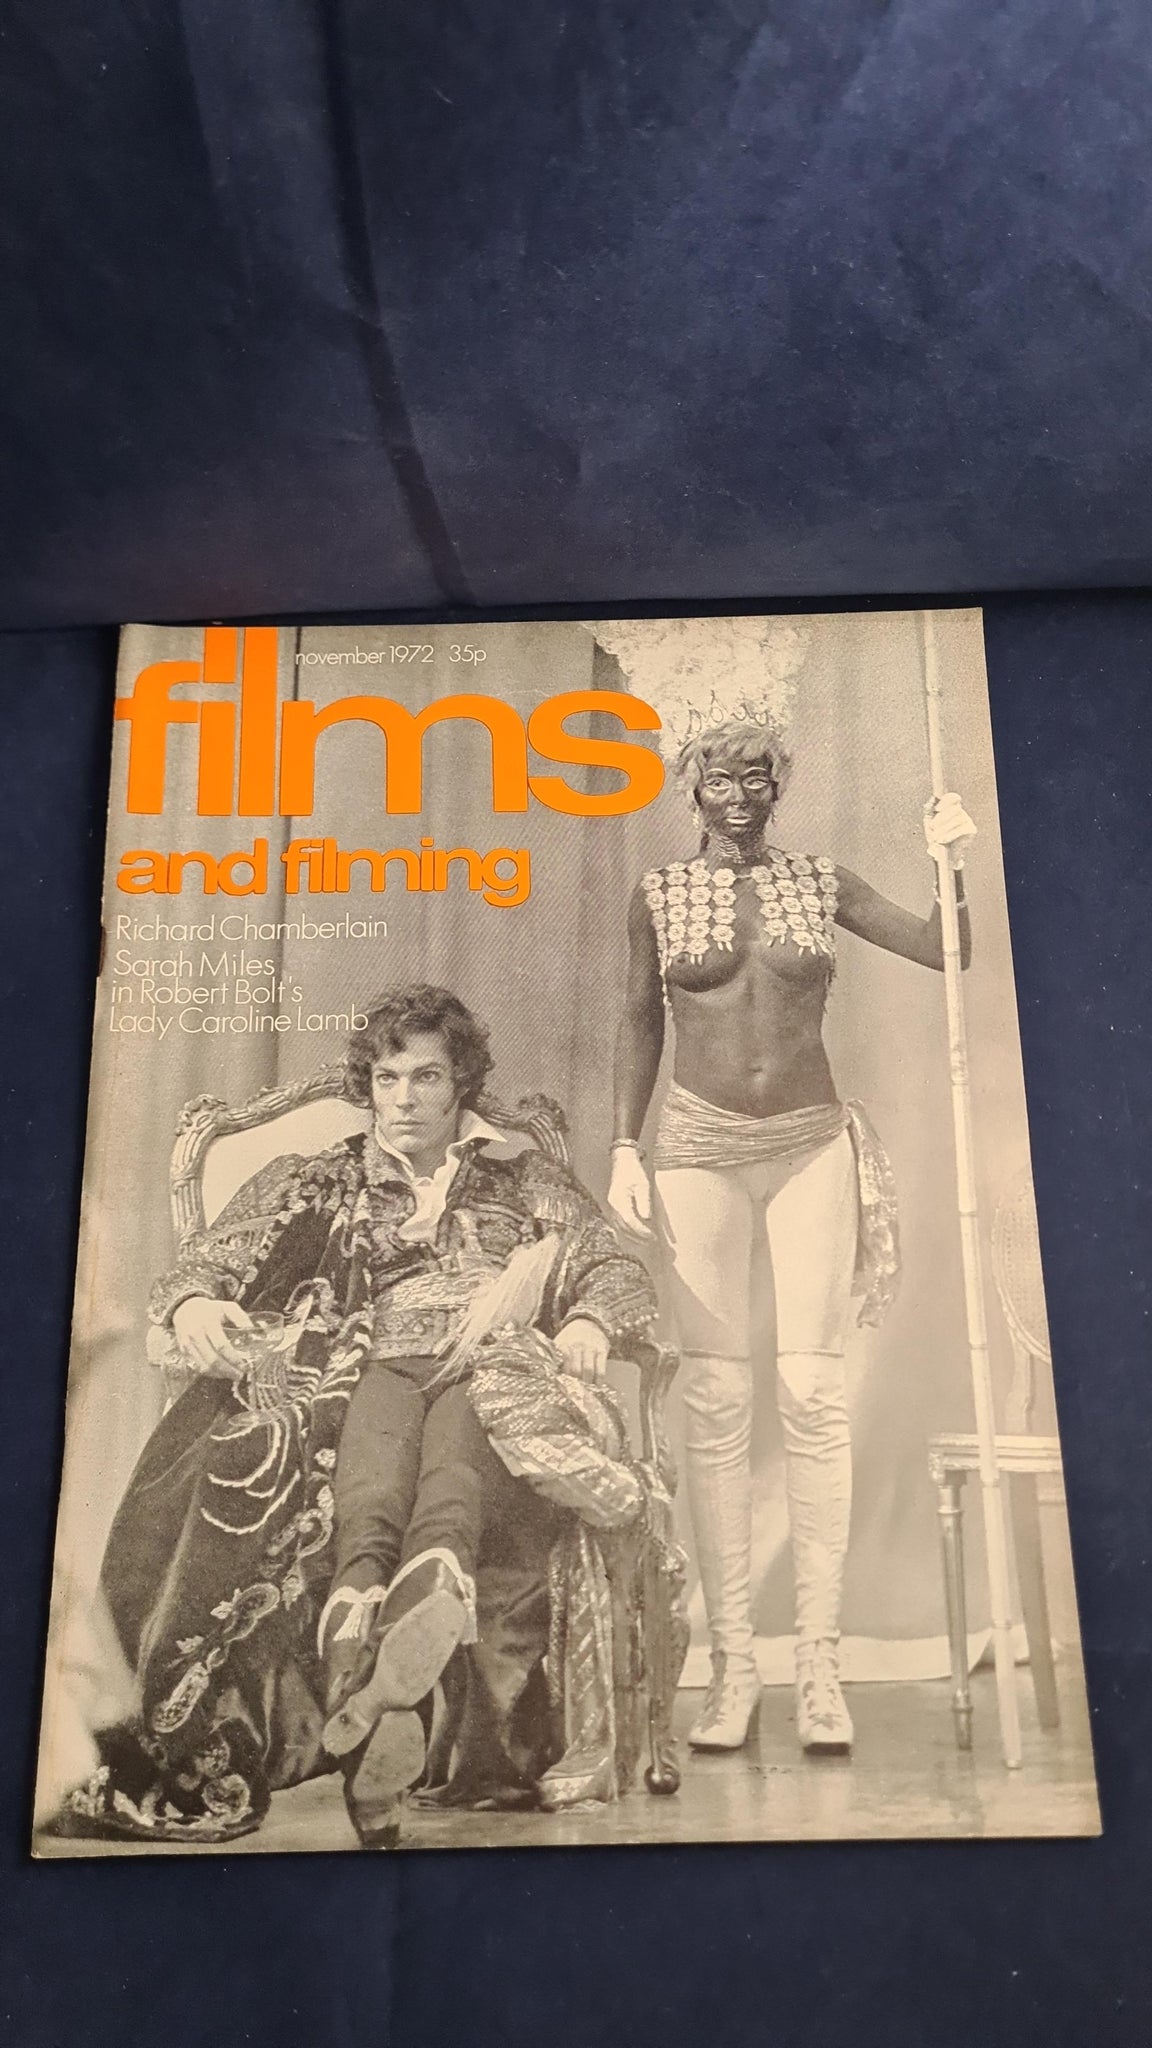 november 1972 35p
films
and filming
Richard Chamberlain
Sarah Miles
in Robert Bolt's
Lady Caroline Lamb